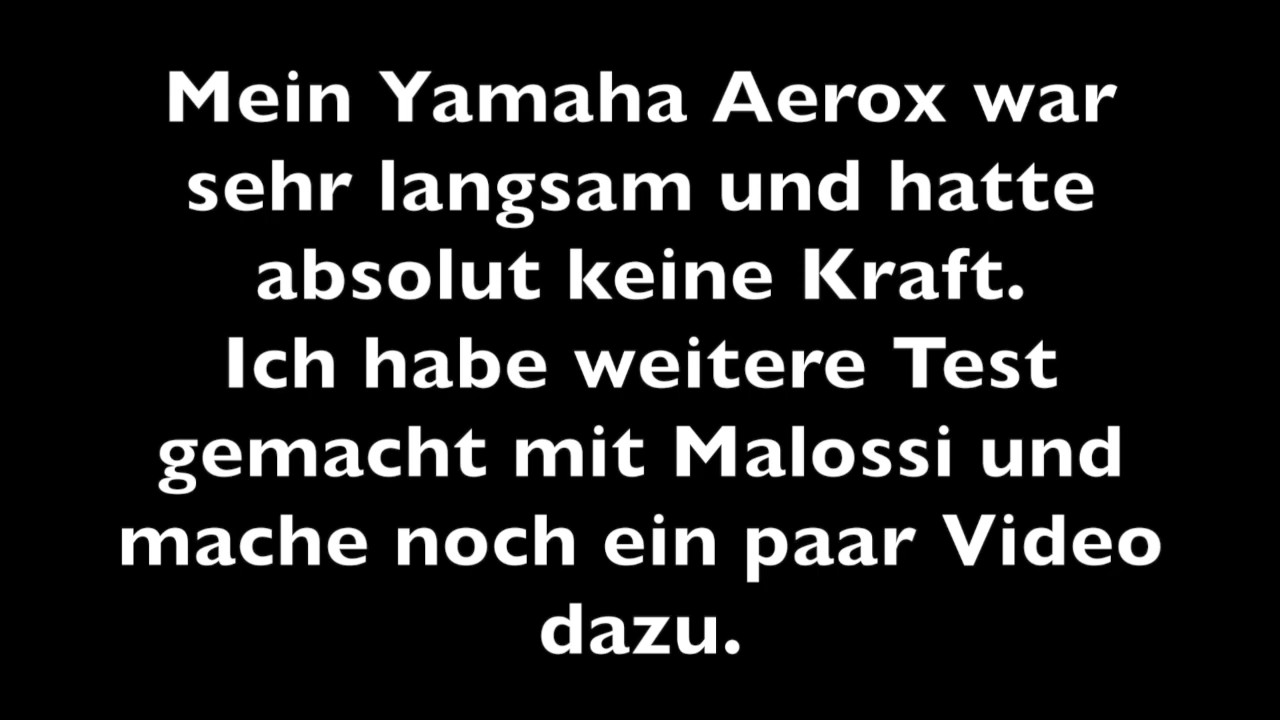 Mein Yamaha Aerox war
sehr langsam und hatte
absolut keine Kraft.
Ich habe weitere Test
gemacht mit Malossi und
mache noch ein paar Video
dazu.